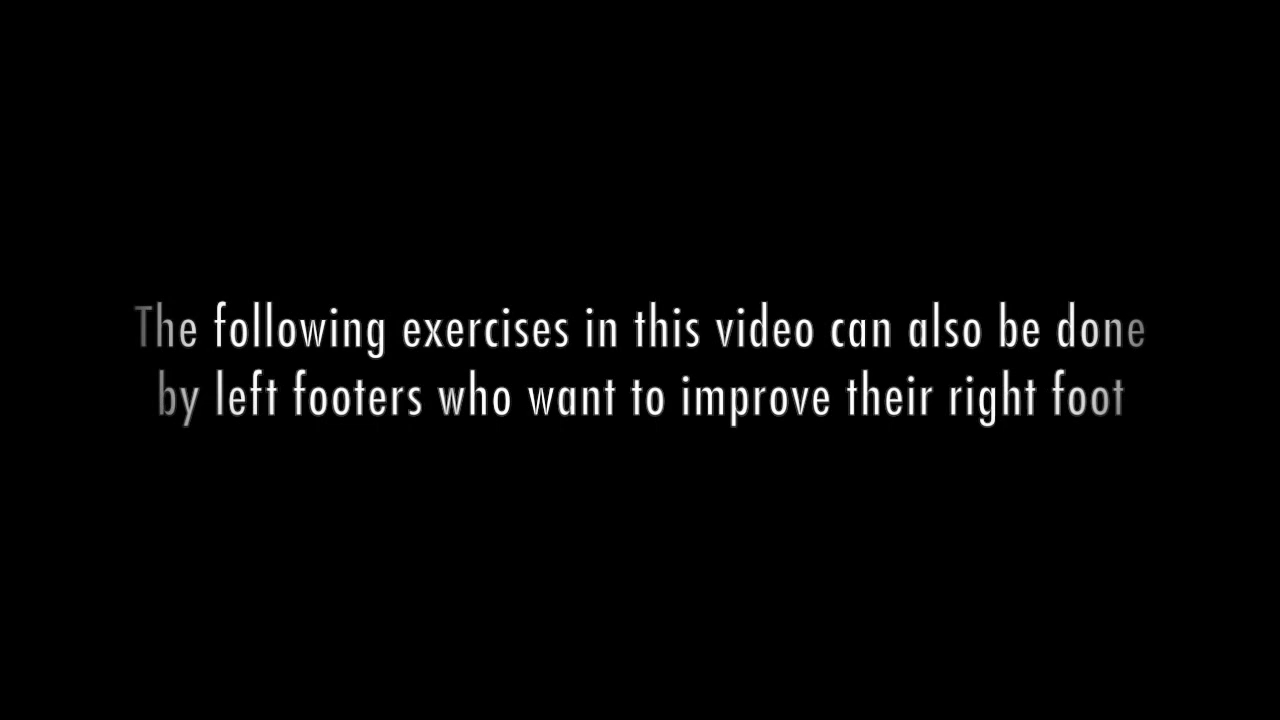 The following exercises in this video can also be done
by left footers who want to improve their right foot